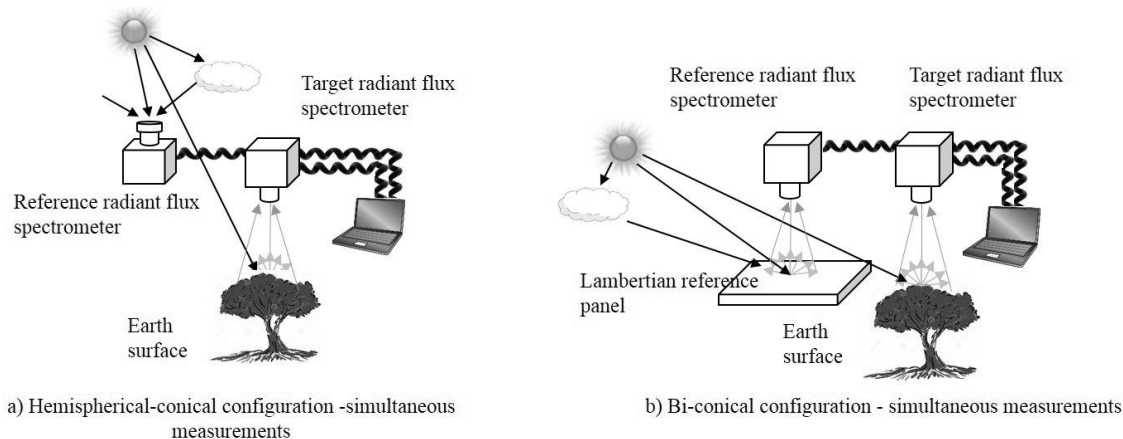 Target radiant flux
spectrometer
Reference radiant flux
spectrometer
Earth
surface
a) Hemispherical-conical configuration -simultaneous
measurements
Reference radiant flux
spectrometer
Target radiant flux
spectrometer
Lambertian reference
panel
Earth
surface
b) Bi-conical configuration - simultaneous measurements